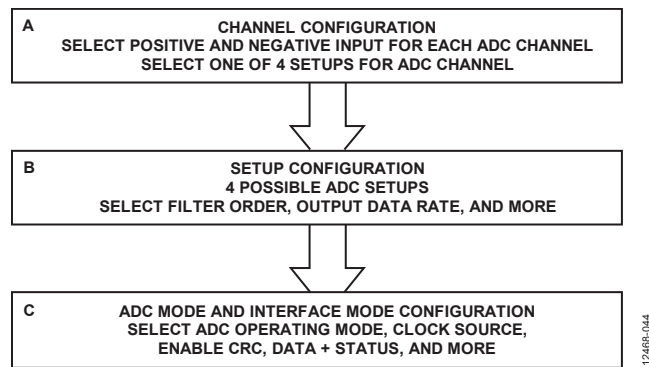 A
CHANNEL CONFIGURATION
SELECT POSITIVE AND NEGATIVE INPUT FOR EACH ADC CHANNEL
SELECT ONE OF 4 SETUPS FOR ADC CHANNEL
B
SETUP CONFIGURATION
4 POSSIBLE ADC SETUPS
SELECT FILTER ORDER, OUTPUT DATA RATE, AND MORE
C
ADC MODE AND INTERFACE MODE CONFIGURATION
SELECT ADC OPERATING MODE, CLOCK SOURCE,
ENABLE CRC, DATA + STATUS, AND MORE
12468-044